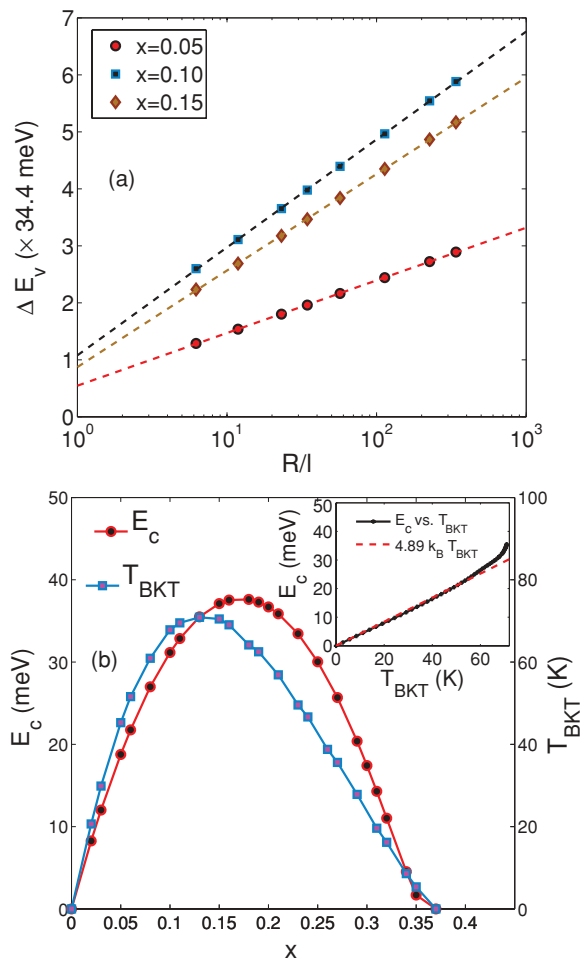 7
6
5
4
3
2
1
0
Δ E_v (× 34.4 meV)
x=0.05
x=0.10
x=0.15
(a)
10^0 10^1 10^2 10^3
R/l
50
40
30
20
10
0
E_c (meV)
E_c
T_BKT
(b)
100
80
60
40
20
0
T_BKT (K)
50
40
30
20
10
0
E_c (meV)
E_c vs. T_BKT
4.89 k_B T_BKT
0 20 40 60
T_BKT (K)
0 0.05 0.1 0.15 0.2 0.25 0.3 0.35 0.4
x